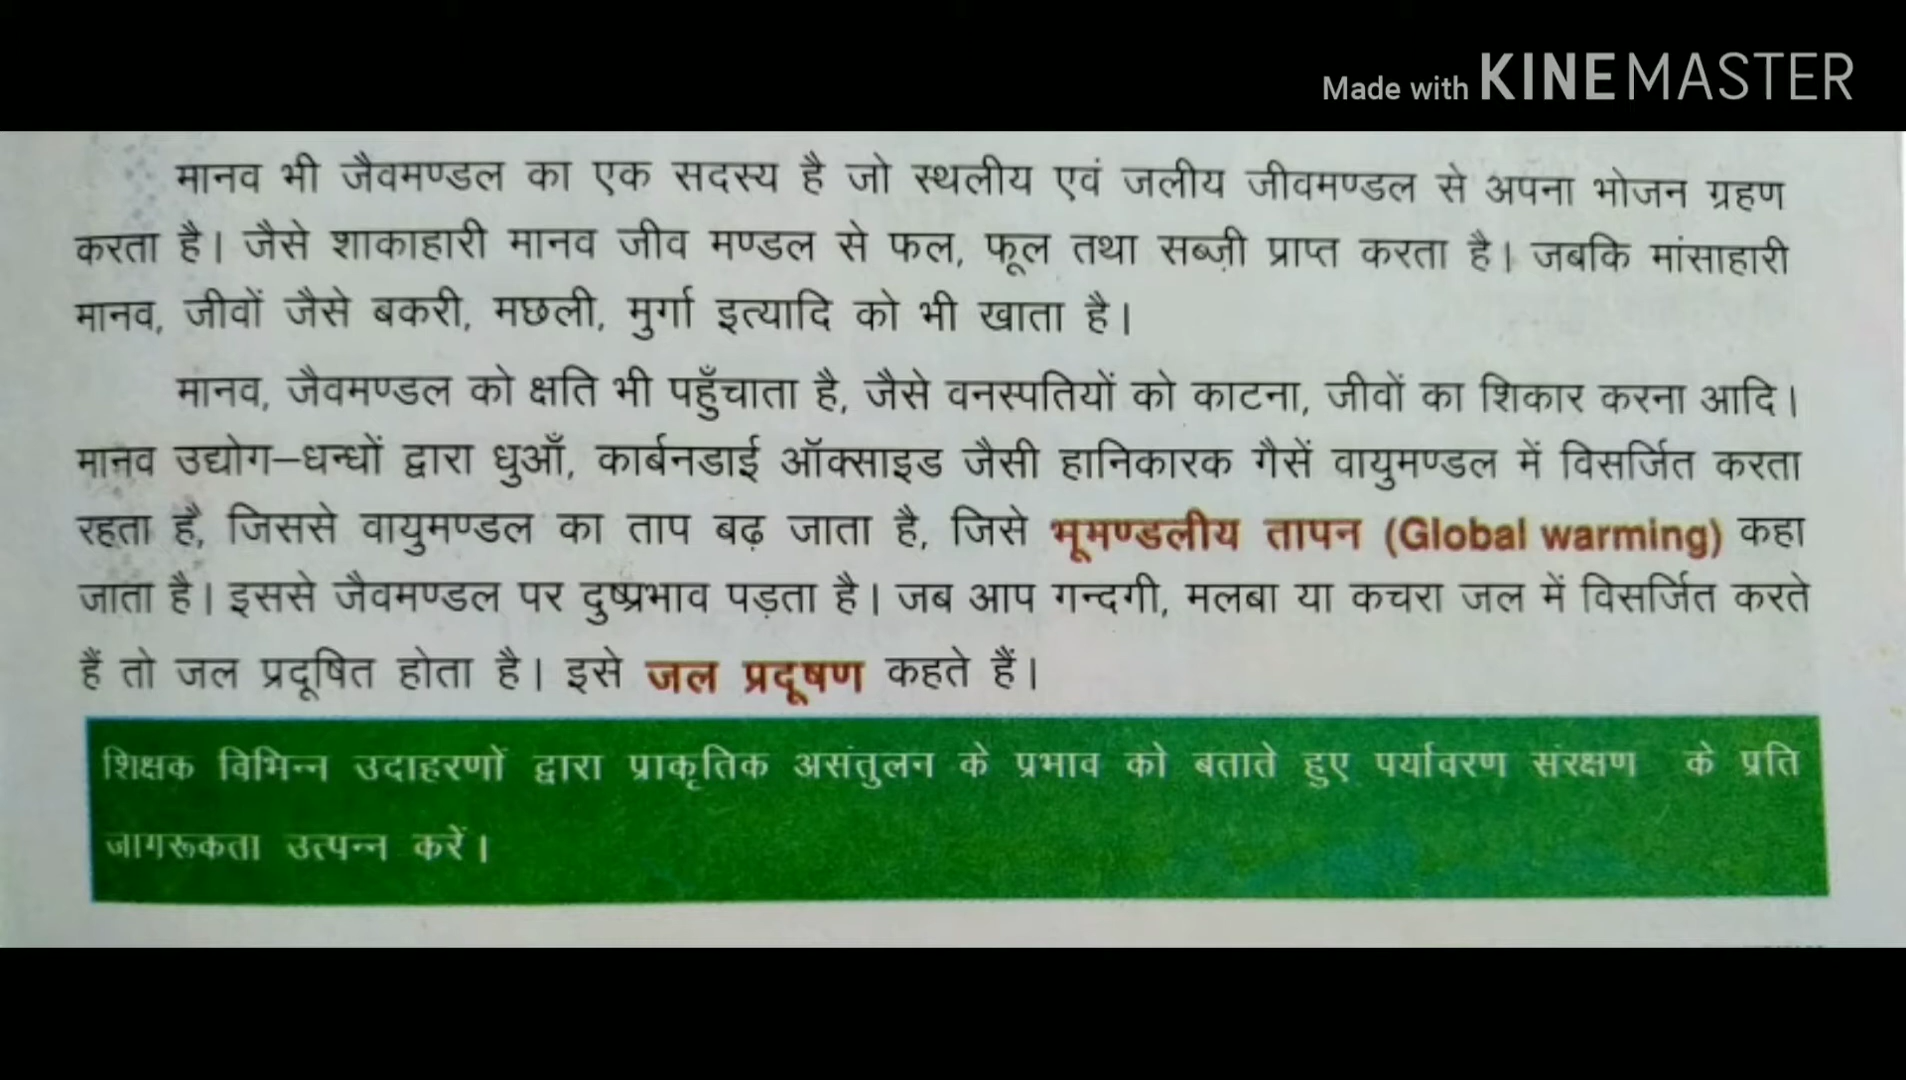 Made with KINEMASTER
मानव भी जैवमण्डल का एक सदस्य है जो स्थलीय एवं जलीय जीवमण्डल से अपना भोजन ग्रहण
करता है। जैसे शाकाहारी मानव जीव मण्डल से फल, फूल तथा सब्ज़ी प्राप्त करता है। जबकि मांसाहारी
मानव, जीवों जैसे बकरी, मछली, मुर्गा इत्यादि को भी खाता है।
मानव, जैवमण्डल को क्षति भी पहुँचाता है, जैसे वनस्पतियों को काटना, जीवों का शिकार करना आदि।
मानव उद्योग–धन्धों द्वारा धुआँ, कार्बनडाई ऑक्साइड जैसी हानिकारक गैसें वायुमण्डल में विसर्जित करता
रहता है, जिससे वायुमण्डल का ताप बढ़ जाता है, जिसे भूमण्डलीय तापन (Global warming) कहा
जाता है। इससे जैवमण्डल पर दुष्प्रभाव पड़ता है। जब आप गन्दगी, मलबा या कचरा जल में विसर्जित करते
हैं तो जल प्रदूषित होता है। इसे जल प्रदूषण कहते हैं।
शिक्षक विभिन्न उदाहरणों द्वारा प्राकृतिक असंतुलन के प्रभाव को बताते हुए पर्यावरण संरक्षण के प्रति
जागरूकता उत्पन्न करें।